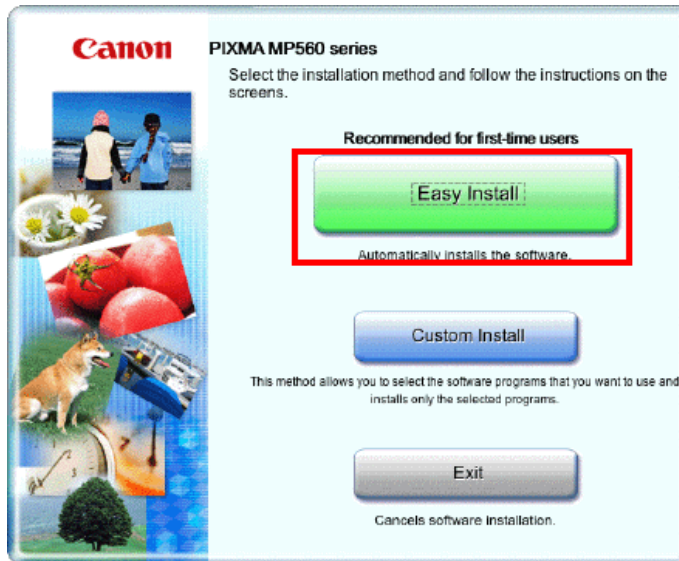 Canon
PIXMA MP560 series
Select the installation method and follow the instructions on the
screens.
Recommended for first-time users
Easy Install
Automatically installs the software.
Custom Install
This method allows you to select the software programs that you want to use and
installs only the selected programs.
Exit
Cancels software installation.